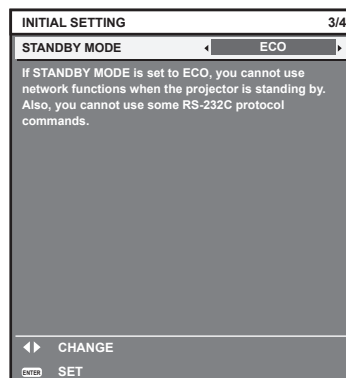 INITIAL SETTING 3/4
STANDBY MODE ECO
If STANDBY MODE is set to ECO, you cannot use
network functions when the projector is standing by.
Also, you cannot use some RS-232C protocol
commands.
CHANGE
ENTER SET